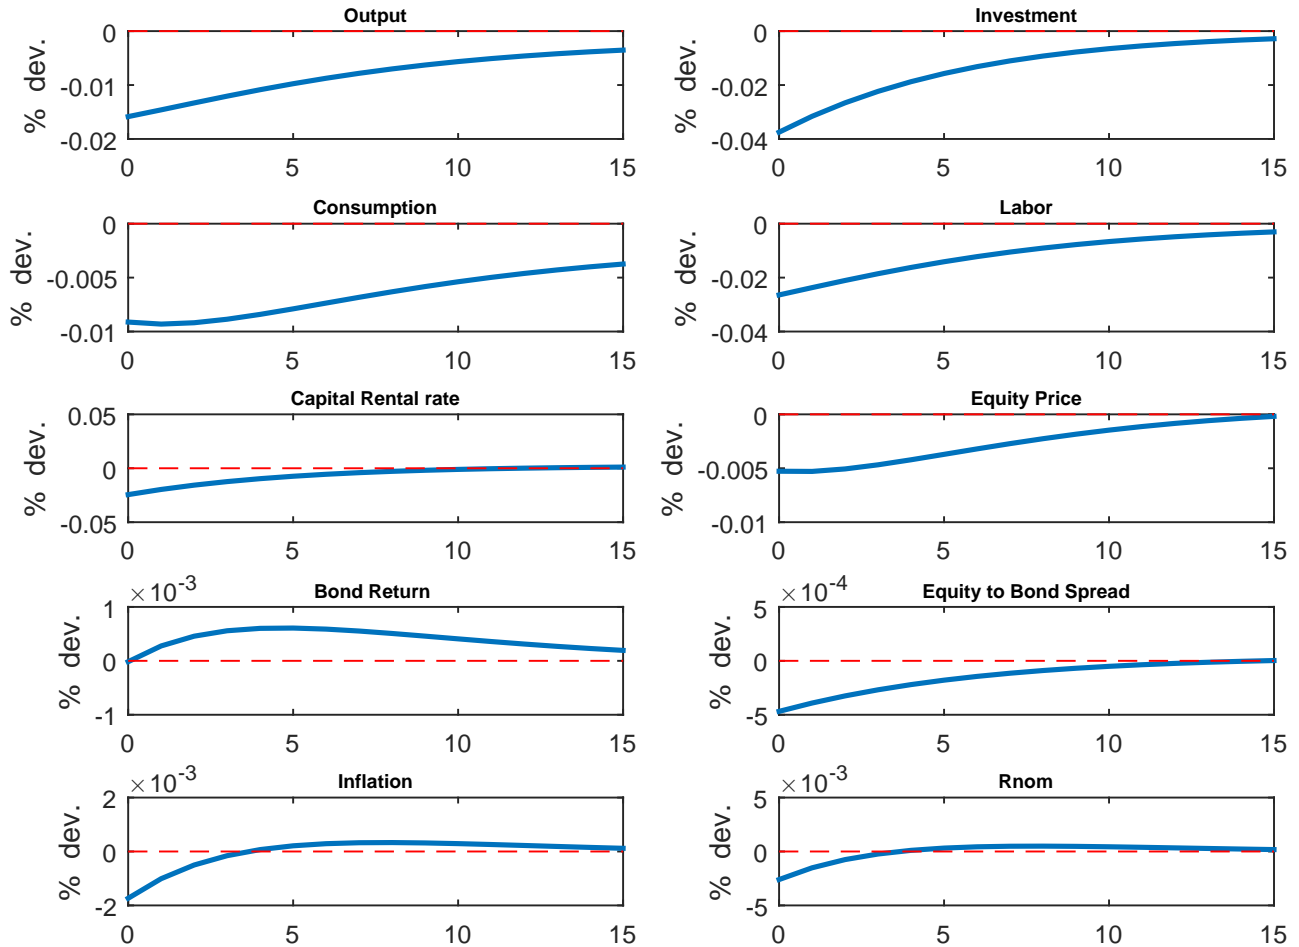 Output
% dev.
0
-0.01
-0.02
0 5 10 15
Investment
% dev.
0
-0.02
-0.04
0 5 10 15
Consumption
% dev.
0
-0.005
-0.01
0 5 10 15
Labor
% dev.
0
-0.02
-0.04
0 5 10 15
Capital Rental rate
% dev.
0.05
0
-0.05
0 5 10 15
Equity Price
% dev.
0
-0.005
-0.01
0 5 10 15
×10-3
Bond Return
% dev.
1
0
-1
0 5 10 15
×10-4
Equity to Bond Spread
% dev.
5
0
-5
0 5 10 15
×10-3
Inflation
% dev.
2
0
-2
0 5 10 15
×10-3
Rnom
% dev.
5
0
-5
0 5 10 15